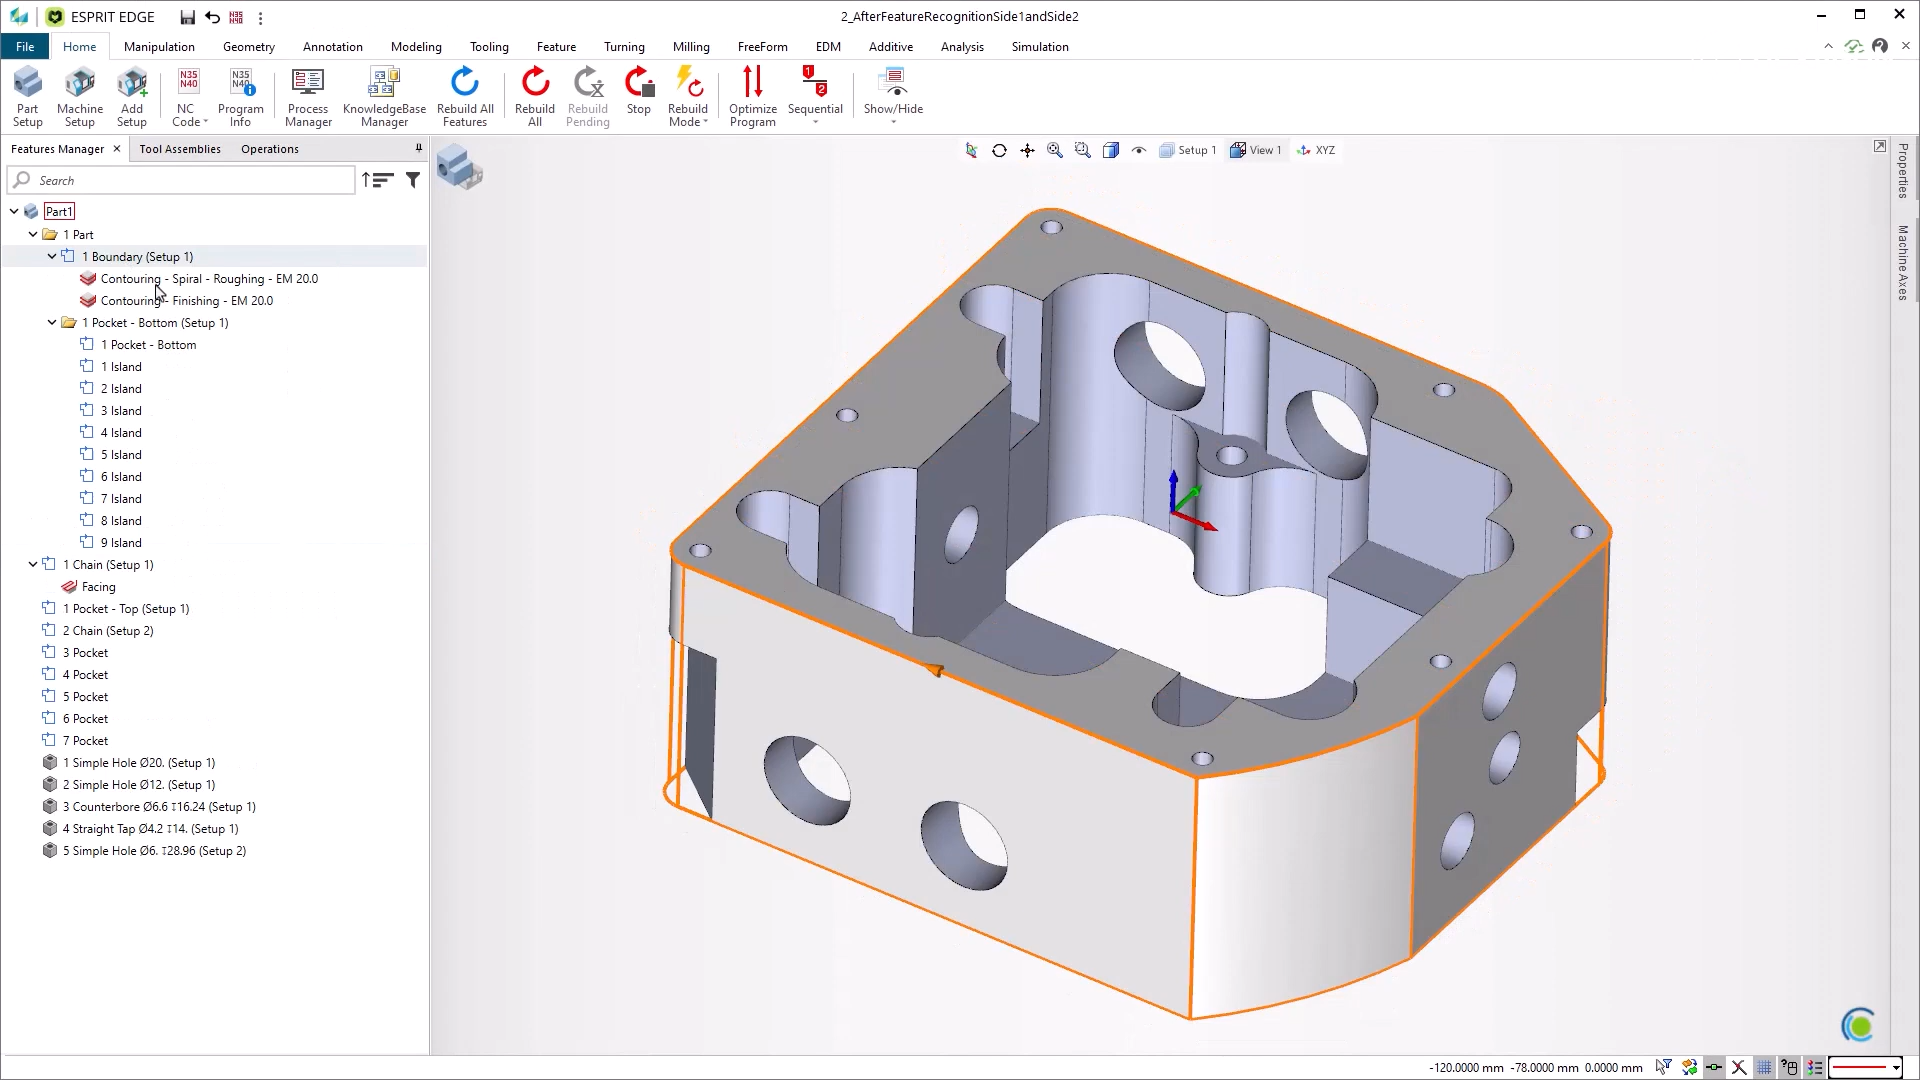 ESPRIT EDGE
2_AfterFeatureRecognitionSide1andSide2
File Home Manipulation Geometry Annotation Modeling Tooling Feature Turning Milling FreeForm EDM Additive Analysis Simulation
Part Setup
Machine Setup
Add Setup
N35 N40
NC Code
N35 N40
Program Info
Process Manager
KnowledgeBase Manager
Rebuild All Features
Rebuild All
Rebuild Pending
Stop
Rebuild Mode
Optimize Program
1 2
Sequential
Show/Hide
Features Manager Tool Assemblies Operations
Setup 1 View 1 XYZ
Search
Properties
Machine Axes
Part1
1 Part
1 Boundary (Setup 1)
Contouring - Spiral - Roughing - EM 20.0
Contouring - Finishing - EM 20.0
1 Pocket - Bottom (Setup 1)
1 Pocket - Bottom
1 Island
2 Island
3 Island
4 Island
5 Island
6 Island
7 Island
8 Island
9 Island
1 Chain (Setup 1)
Facing
1 Pocket - Top (Setup 1)
2 Chain (Setup 2)
3 Pocket
4 Pocket
5 Pocket
6 Pocket
7 Pocket
1 Simple Hole Ø20. (Setup 1)
2 Simple Hole Ø12. (Setup 1)
3 Counterbore Ø6.6 ↧16.24 (Setup 1)
4 Straight Tap Ø4.2 ↧14. (Setup 1)
5 Simple Hole Ø6. ↧28.96 (Setup 2)
-120.0000 mm -78.0000 mm 0.0000 mm